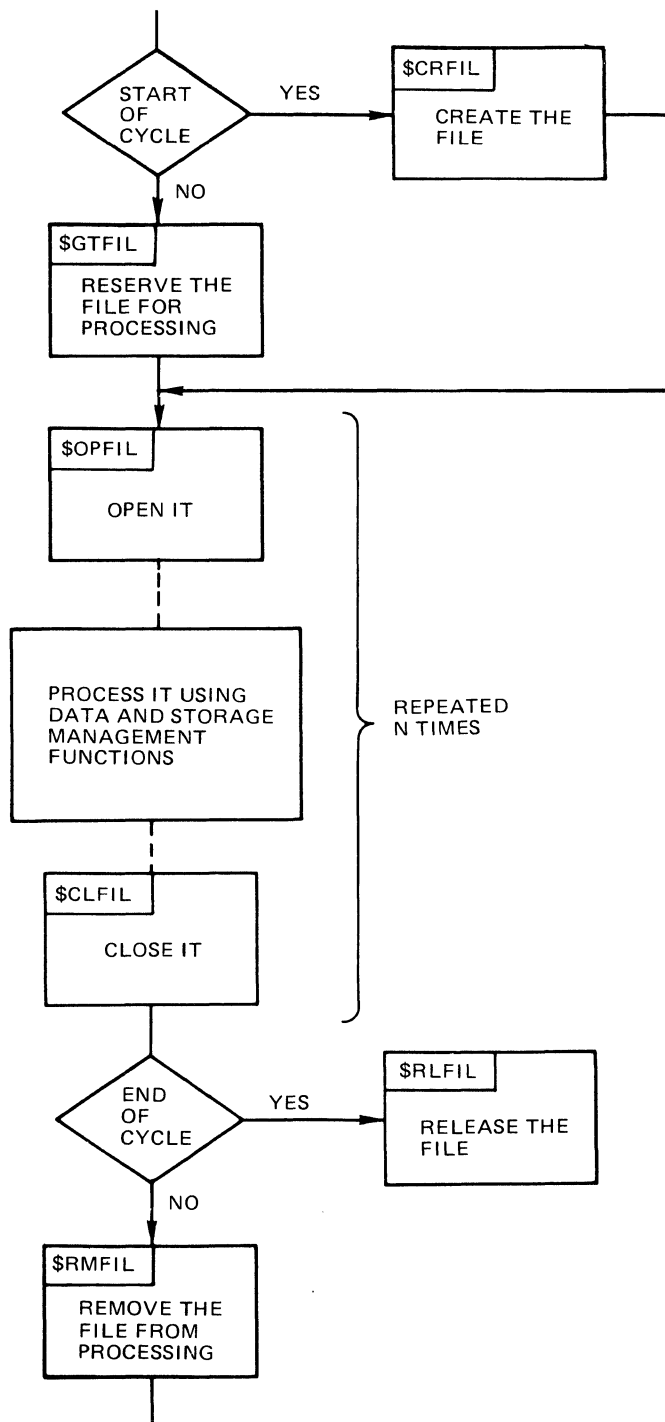 START
OF
CYCLE
YES
$CRFIL
CREATE THE
FILE
NO
$GTFIL
RESERVE THE
FILE FOR
PROCESSING
$OPFIL
OPEN IT
PROCESS IT USING
DATA AND STORAGE
MANAGEMENT
FUNCTIONS
REPEATED
N TIMES
$CLFIL
CLOSE IT
END
OF
CYCLE
YES
$RLFIL
RELEASE THE
FILE
NO
$RMFIL
REMOVE THE
FILE FROM
PROCESSING